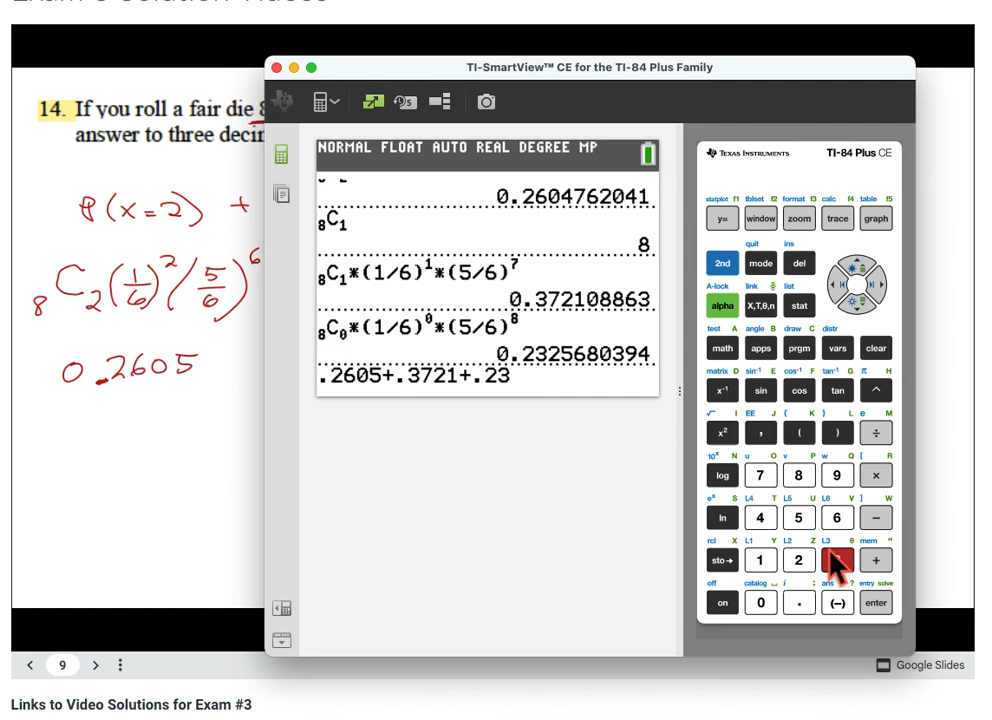 TI-SmartView™ CE for the TI-84 Plus Family
14. If you roll a fair die 8
answer to three decin
P(x=2) +
8C2(1/6)^2(5/6)^6
0.2605
NORMAL FLOAT AUTO REAL DEGREE MP
0.2604762041
8C1
8
8C1*(1/6)^1*(5/6)^7
0.372108863
8C0*(1/6)^0*(5/6)^8
0.2325680394
.2605+.3721+.23
TEXAS INSTRUMENTS TI-84 Plus CE
statplot f1 tblset f2 format f3 calc f4 table f5
y= window zoom trace graph
quit ins
2nd mode del
A-lock link list
alpha X,T,θ,n stat
test A angle B draw C distr
math apps prgm vars clear
matrix D sin⁻¹ E cos⁻¹ F tan⁻¹ G π H
x⁻¹ sin cos tan ^
√ I EE J { K } L e M
x² , ( ) ÷
10ˣ N u O v P w Q [ R
log 7 8 9 ×
eˣ S L4 T L5 U L6 V ] W
ln 4 5 6 −
rcl X L1 Y L2 Z L3 θ mem "
sto→ 1 2 +
off catalog i : ans ? entry solve
on 0 . (−) enter
9
Google Slides
Links to Video Solutions for Exam #3